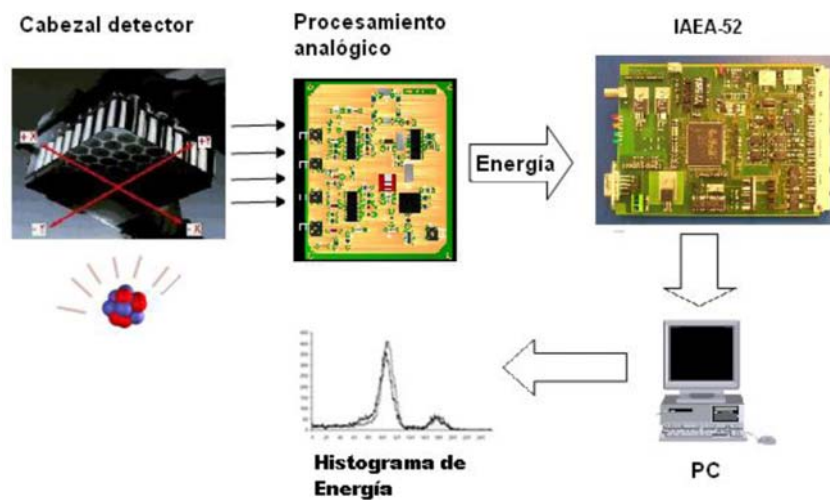 Cabezal detector
Procesamiento
analógico
IAEA-52
+X
+Y
-Y
-X
Energía
PC
Histograma de
Energía